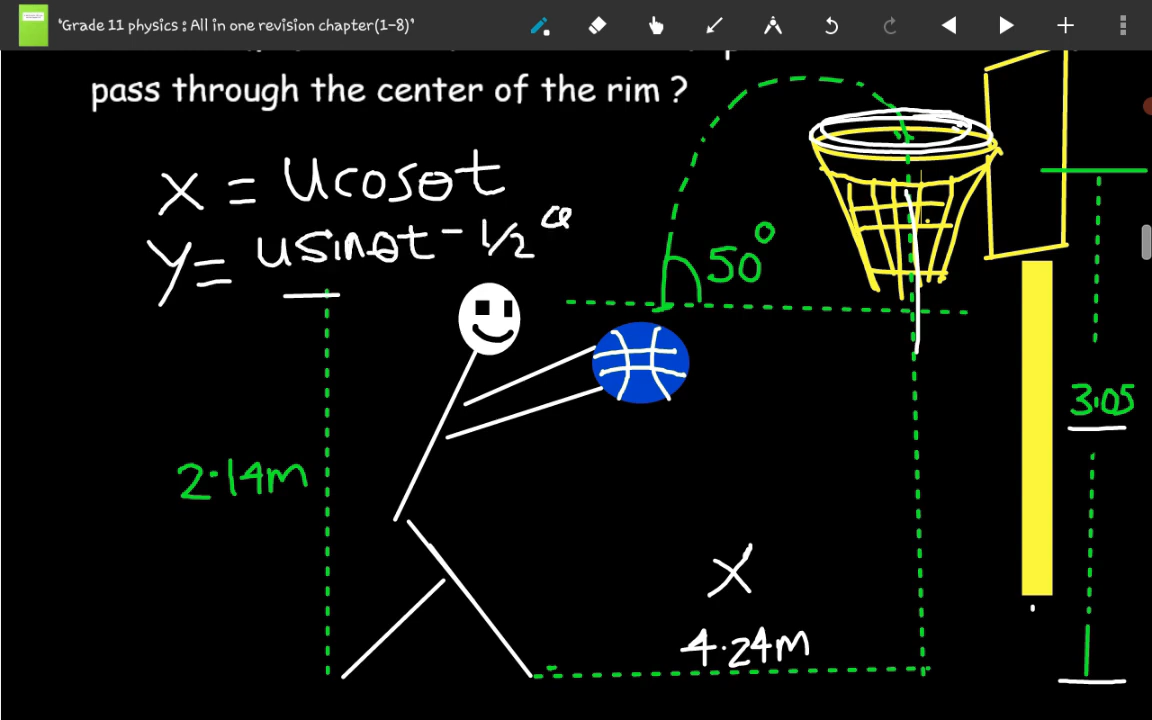 'Grade 11 physics : All in one revision chapter(1-8)'
pass through the center of the rim ?
x = ucosθt
y = usinθt - 1/2
50°
3.05
2.14m
x
4.24m